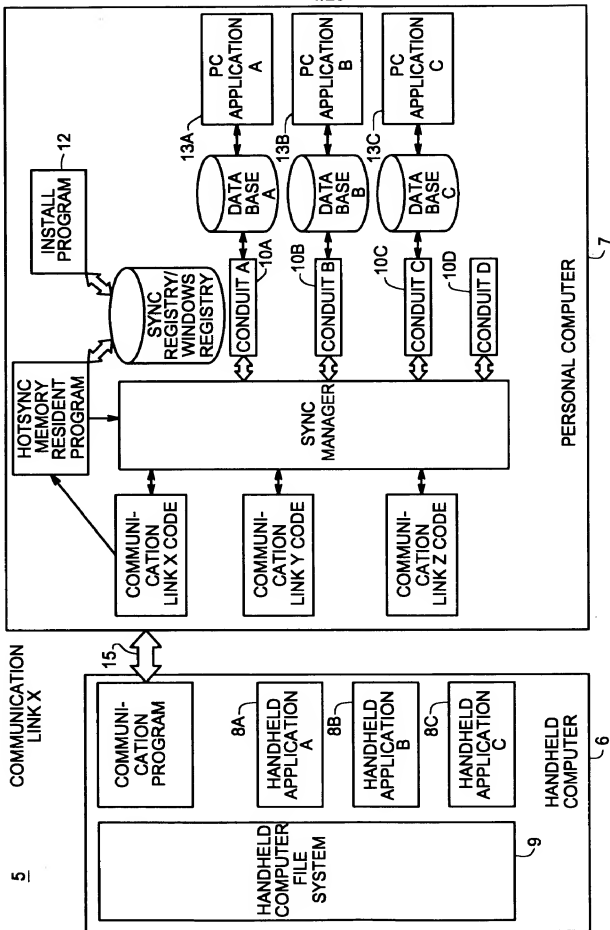 5
COMMUNICATION
LINK X
15
HANDHELD
COMPUTER
FILE
SYSTEM
9
COMMUNI-
CATION
PROGRAM
8A
HANDHELD
APPLICATION
A
8B
HANDHELD
APPLICATION
B
8C
HANDHELD
APPLICATION
C
HANDHELD
COMPUTER
6
HOTSYNC
MEMORY
RESIDENT
PROGRAM
INSTALL
PROGRAM
12
SYNC
REGISTRY/
WINDOWS
REGISTRY
COMMUNI-
CATION
LINK X CODE
COMMUNI-
CATION
LINK Y CODE
COMMUNI-
CATION
LINK Z CODE
SYNC
MANAGER
CONDUIT A
10A
CONDUIT B
10B
CONDUIT C
10C
CONDUIT D
10D
DATA
BASE
A
DATA
BASE
B
DATA
BASE
C
13A
PC
APPLICATION
A
13B
PC
APPLICATION
B
13C
PC
APPLICATION
C
PERSONAL COMPUTER
7